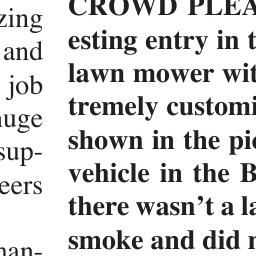 zing
and
job
huge
sup-
eers
man-
CROWD PLEA
esting entry in t
lawn mower wit
tremely customi
shown in the pi
vehicle in the B
there wasn't a la
smoke and did n